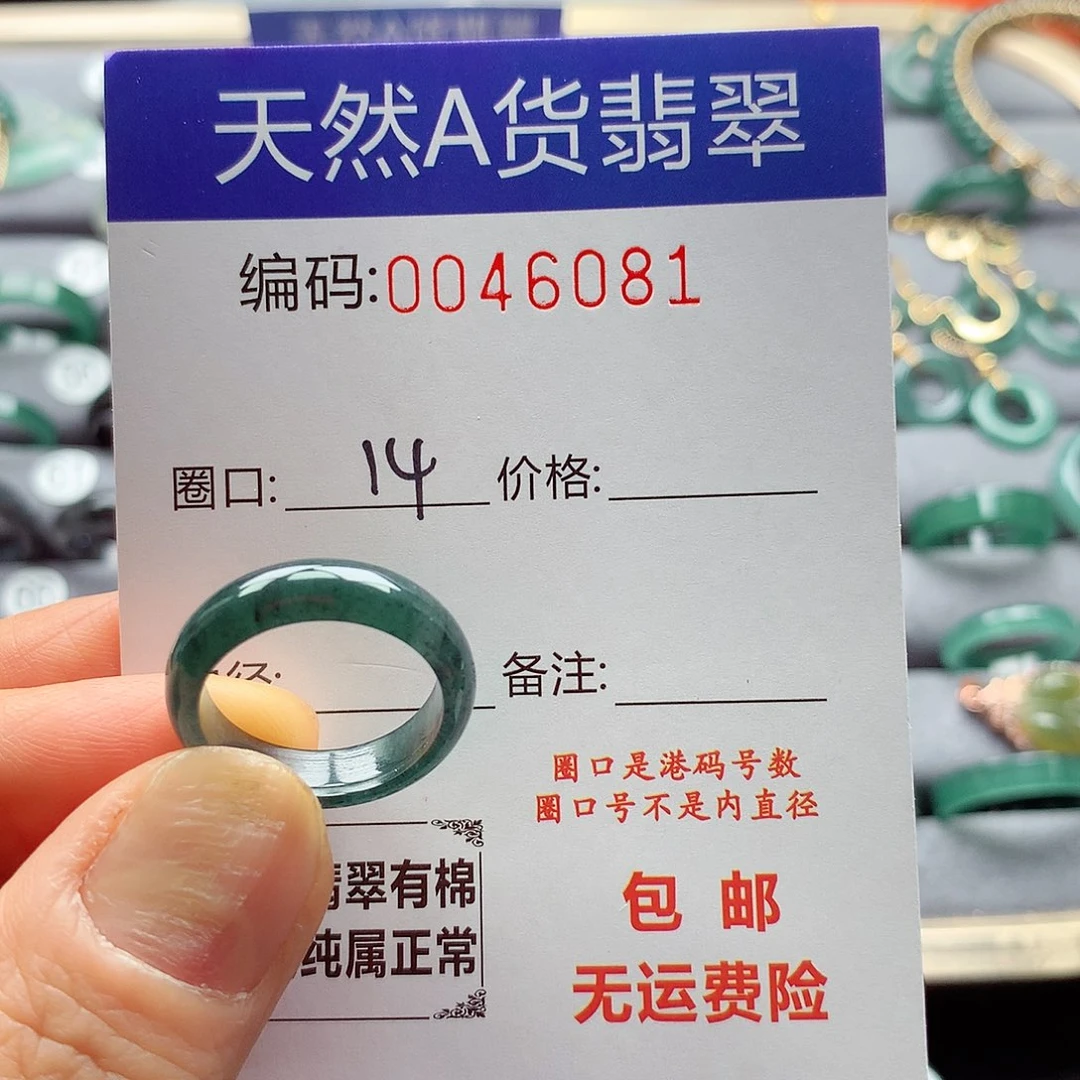 天然A货翡翠
编码:0046081
圈口: 14 价格:
径: 备注:
圈口是港码号数
圈口号不是内直径
翡翠有棉
纯属正常
包 邮
无运费险